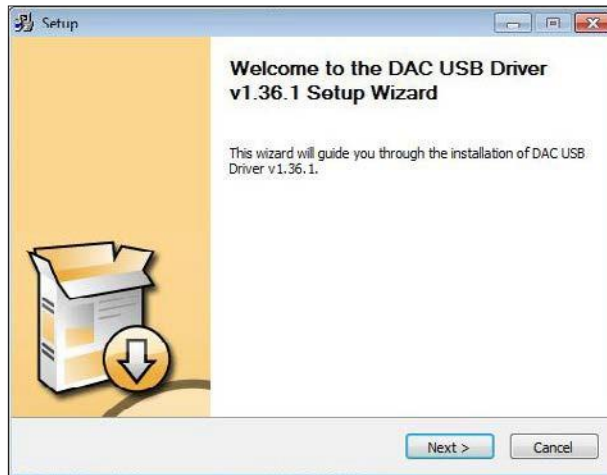 Setup
Welcome to the DAC USB Driver
v1.36.1 Setup Wizard
This wizard will guide you through the installation of DAC USB
Driver v1.36.1.
Next >
Cancel